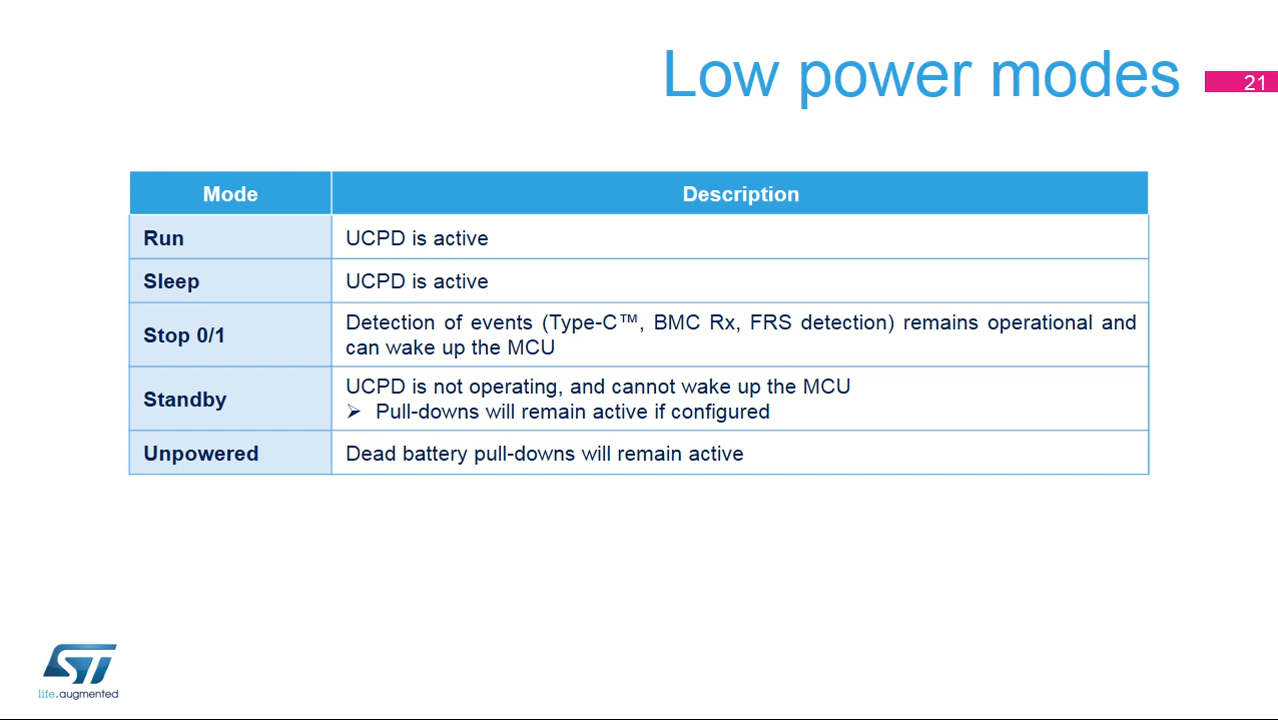 Low power modes
21
Mode Description
Run UCPD is active
Sleep UCPD is active
Stop 0/1 Detection of events (Type-C™, BMC Rx, FRS detection) remains operational and
can wake up the MCU
Standby UCPD is not operating, and cannot wake up the MCU
➢ Pull-downs will remain active if configured
Unpowered Dead battery pull-downs will remain active
ST
life.augmented